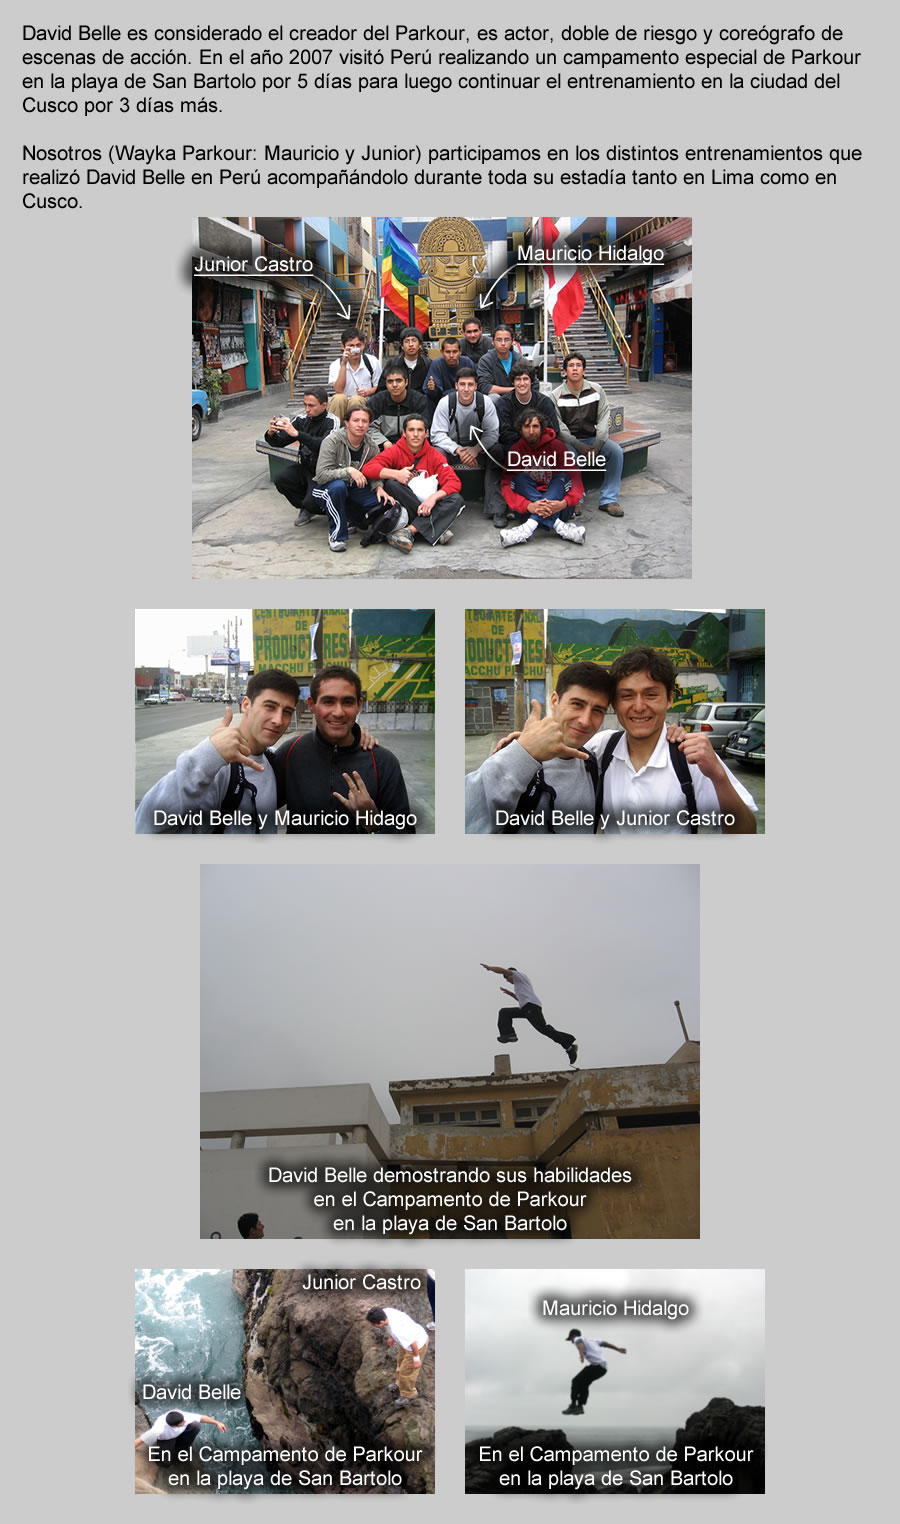 David Belle es considerado el creador del Parkour, es actor, doble de riesgo y coreógrafo de
escenas de acción. En el año 2007 visitó Perú realizando un campamento especial de Parkour
en la playa de San Bartolo por 5 días para luego continuar el entrenamiento en la ciudad del
Cusco por 3 días más.
Nosotros (Wayka Parkour: Mauricio y Junior) participamos en los distintos entrenamientos que
realizó David Belle en Perú acompañándolo durante toda su estadía tanto en Lima como en
Cusco.
Junior Castro
Mauricio Hidalgo
David Belle
DE
PRODUCTORES
MACCHU PICCHU
David Belle y Mauricio Hidago
MACCHU PICCHU
David Belle y Junior Castro
David Belle demostrando sus habilidades
en el Campamento de Parkour
en la playa de San Bartolo
Junior Castro
David Belle
En el Campamento de Parkour
en la playa de San Bartolo
Mauricio Hidalgo
En el Campamento de Parkour
en la playa de San Bartolo